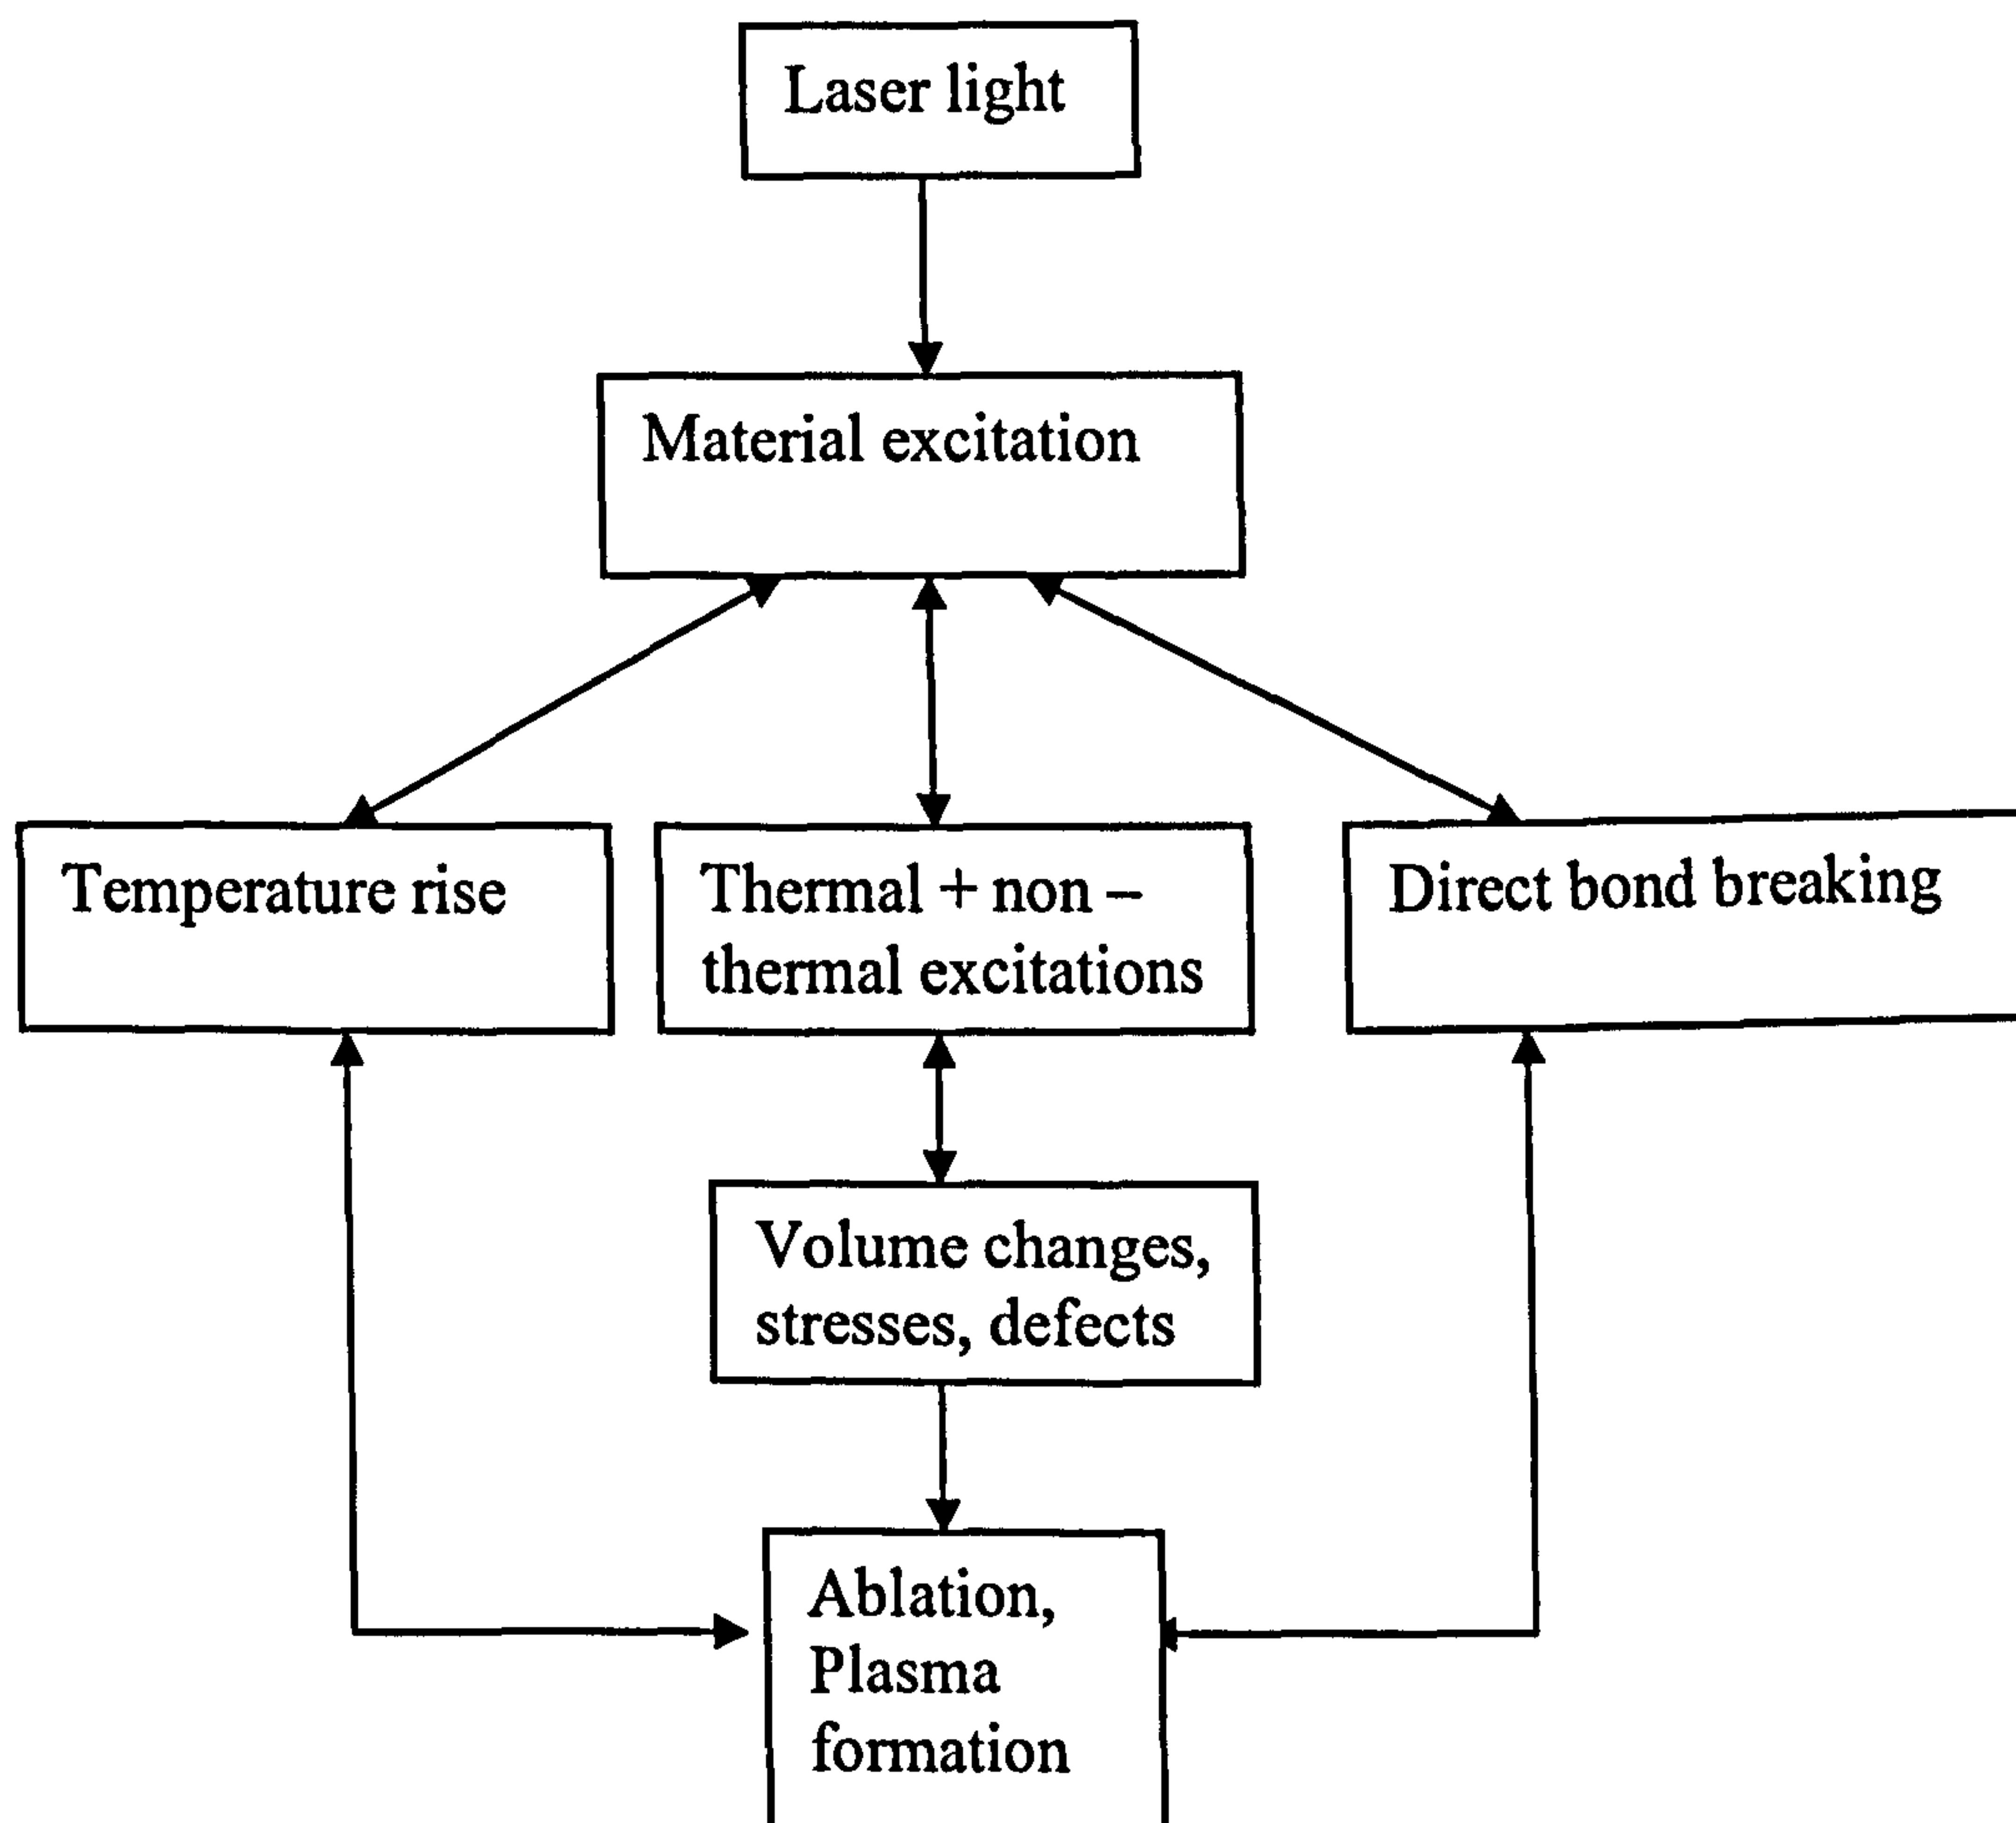 Laser light
Material excitation
Temperature rise
Thermal + non –
thermal excitations
Direct bond breaking
Volume changes,
stresses, defects
Ablation,
Plasma
formation